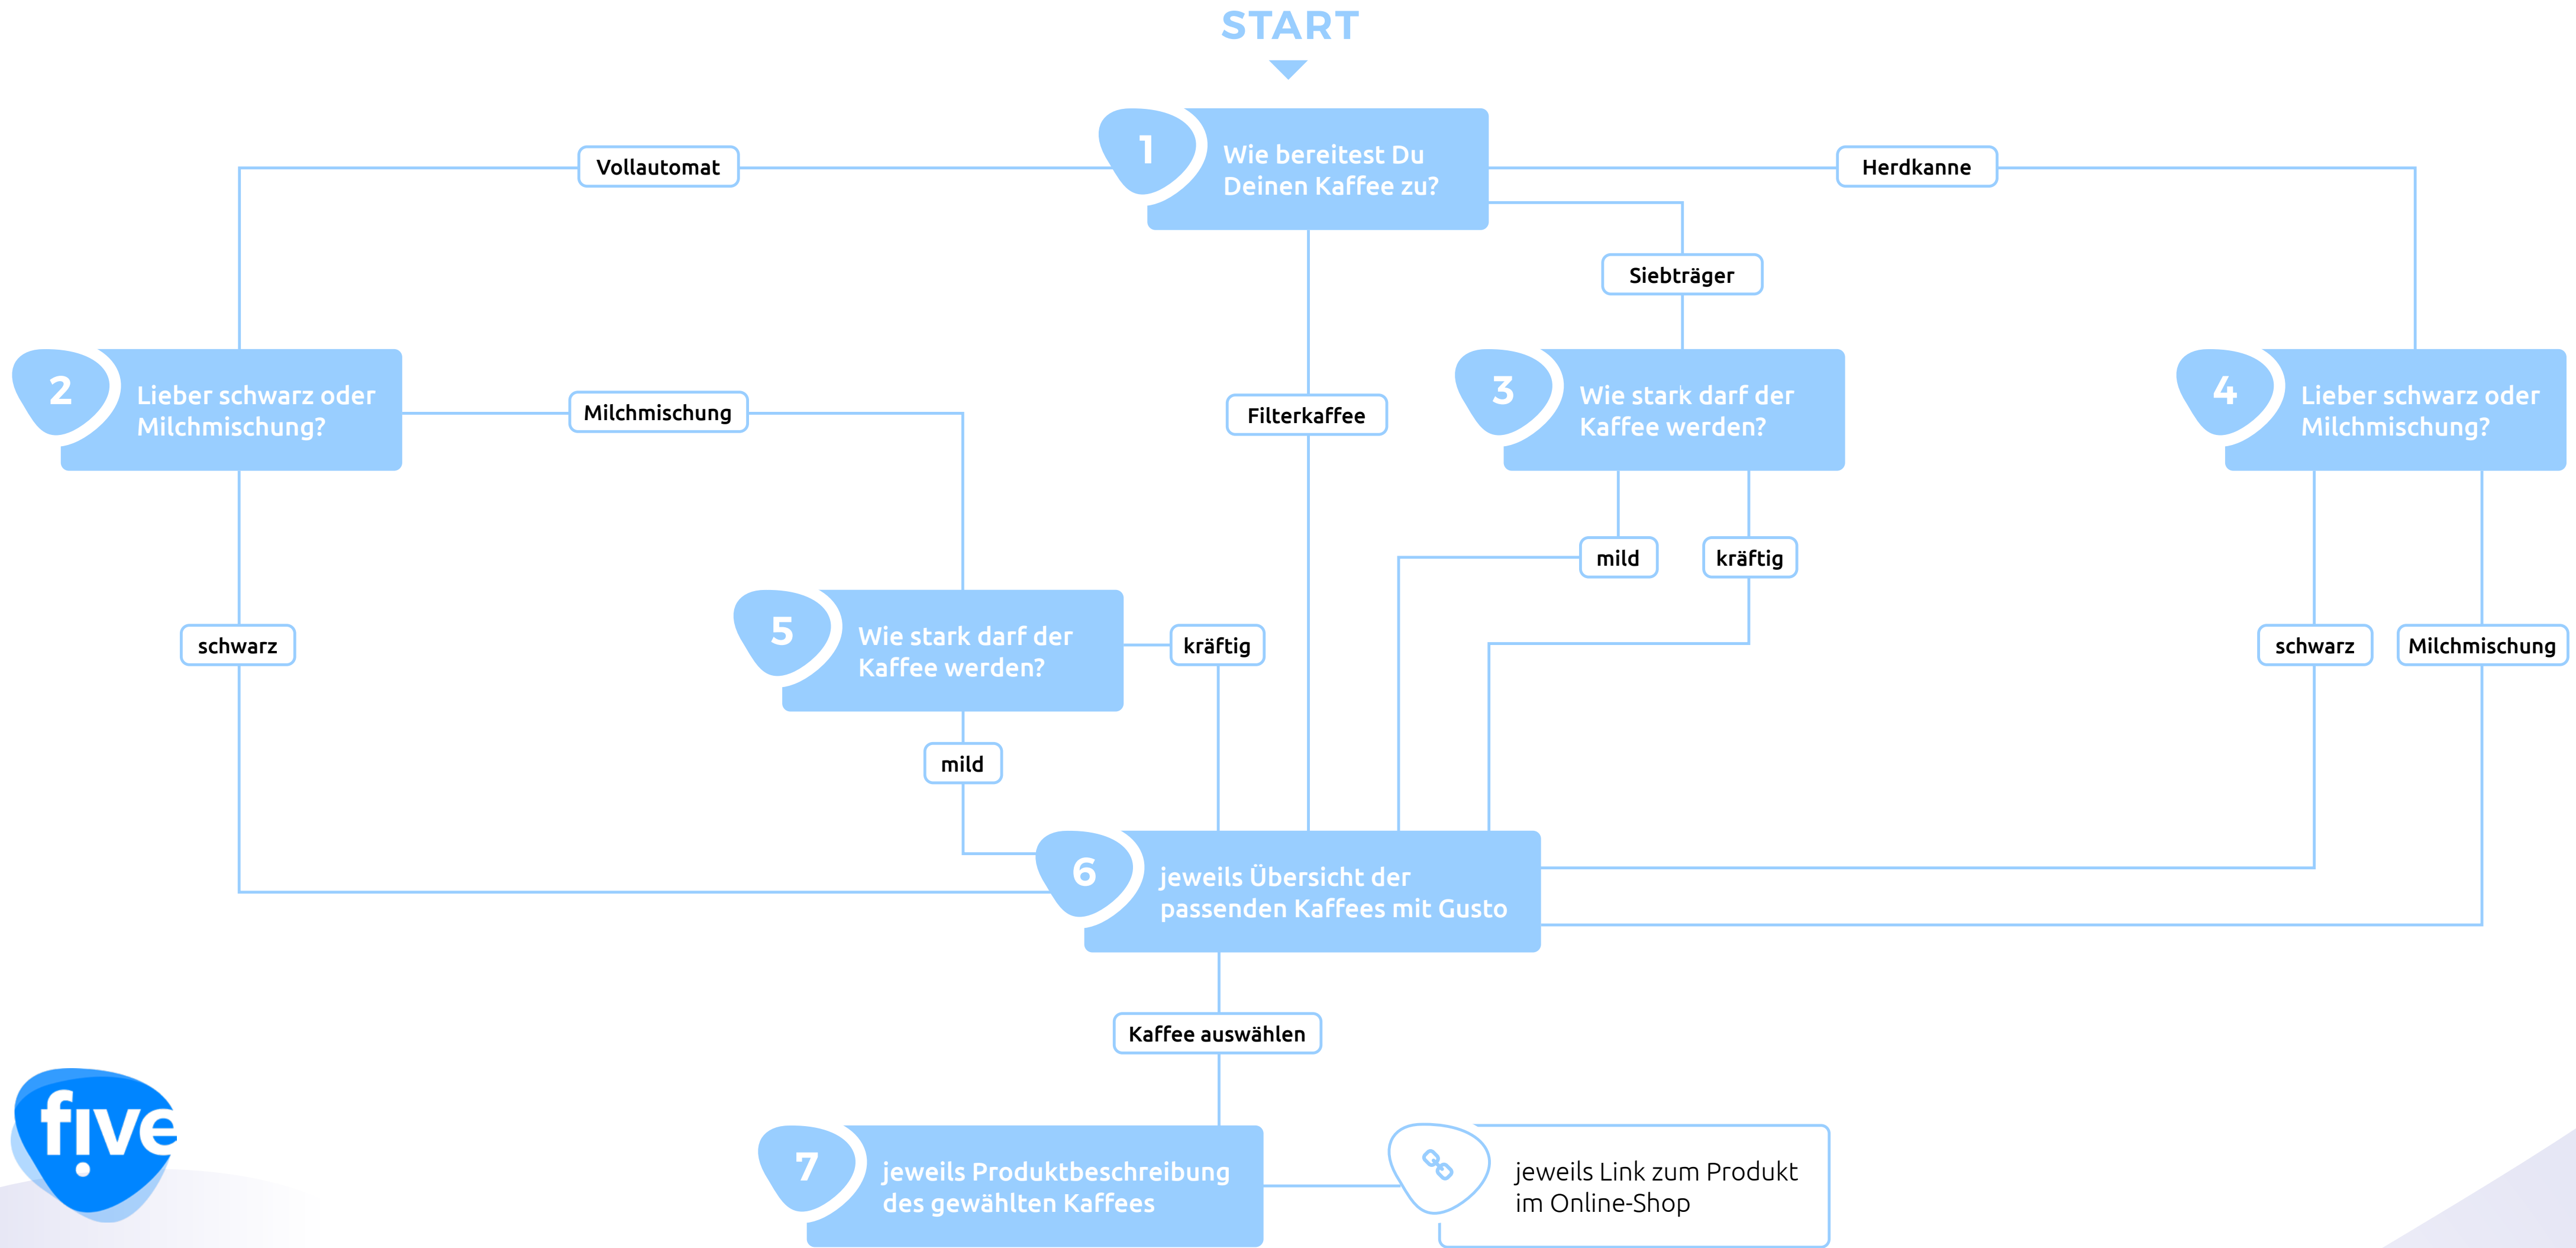 START
1
Wie bereitest Du
Deinen Kaffee zu?
Vollautomat
Herdkanne
Siebträger
Filterkaffee
2
Lieber schwarz oder
Milchmischung?
Milchmischung
3
Wie stark darf der
Kaffee werden?
4
Lieber schwarz oder
Milchmischung?
mild
kräftig
schwarz
5
Wie stark darf der
Kaffee werden?
kräftig
schwarz
Milchmischung
mild
6
jeweils Übersicht der
passenden Kaffees mit Gusto
Kaffee auswählen
five
7
jeweils Produktbeschreibung
des gewählten Kaffees
jeweils Link zum Produkt
im Online-Shop